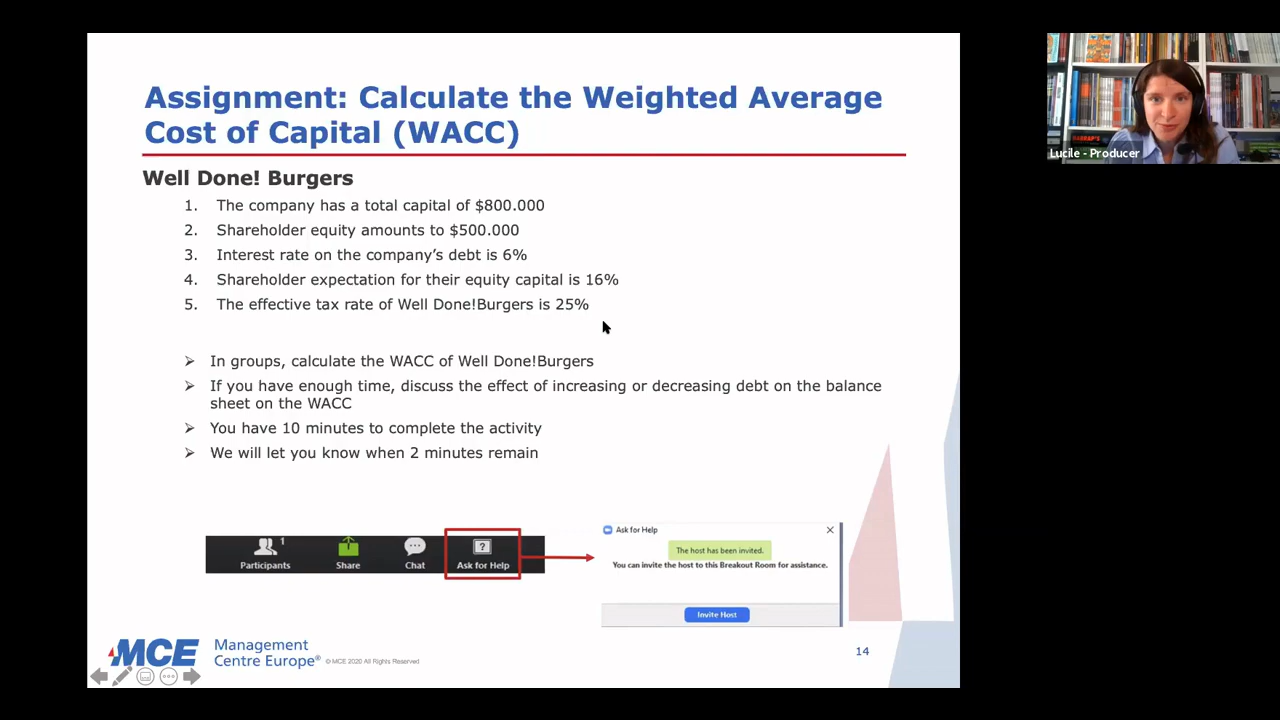 Assignment: Calculate the Weighted Average
Cost of Capital (WACC)
Well Done! Burgers
1. The company has a total capital of $800.000
2. Shareholder equity amounts to $500.000
3. Interest rate on the company's debt is 6%
4. Shareholder expectation for their equity capital is 16%
5. The effective tax rate of Well Done!Burgers is 25%
In groups, calculate the WACC of Well Done!Burgers
If you have enough time, discuss the effect of increasing or decreasing debt on the balance
sheet on the WACC
You have 10 minutes to complete the activity
We will let you know when 2 minutes remain
1
Participants Share Chat Ask for Help
?
Ask for Help
The host has been invited.
You can invite the host to this Breakout Room for assistance.
Invite Host
MCE
Management
Centre Europe®
© MCE 2020 All Rights Reserved
14
Lucile - Producer